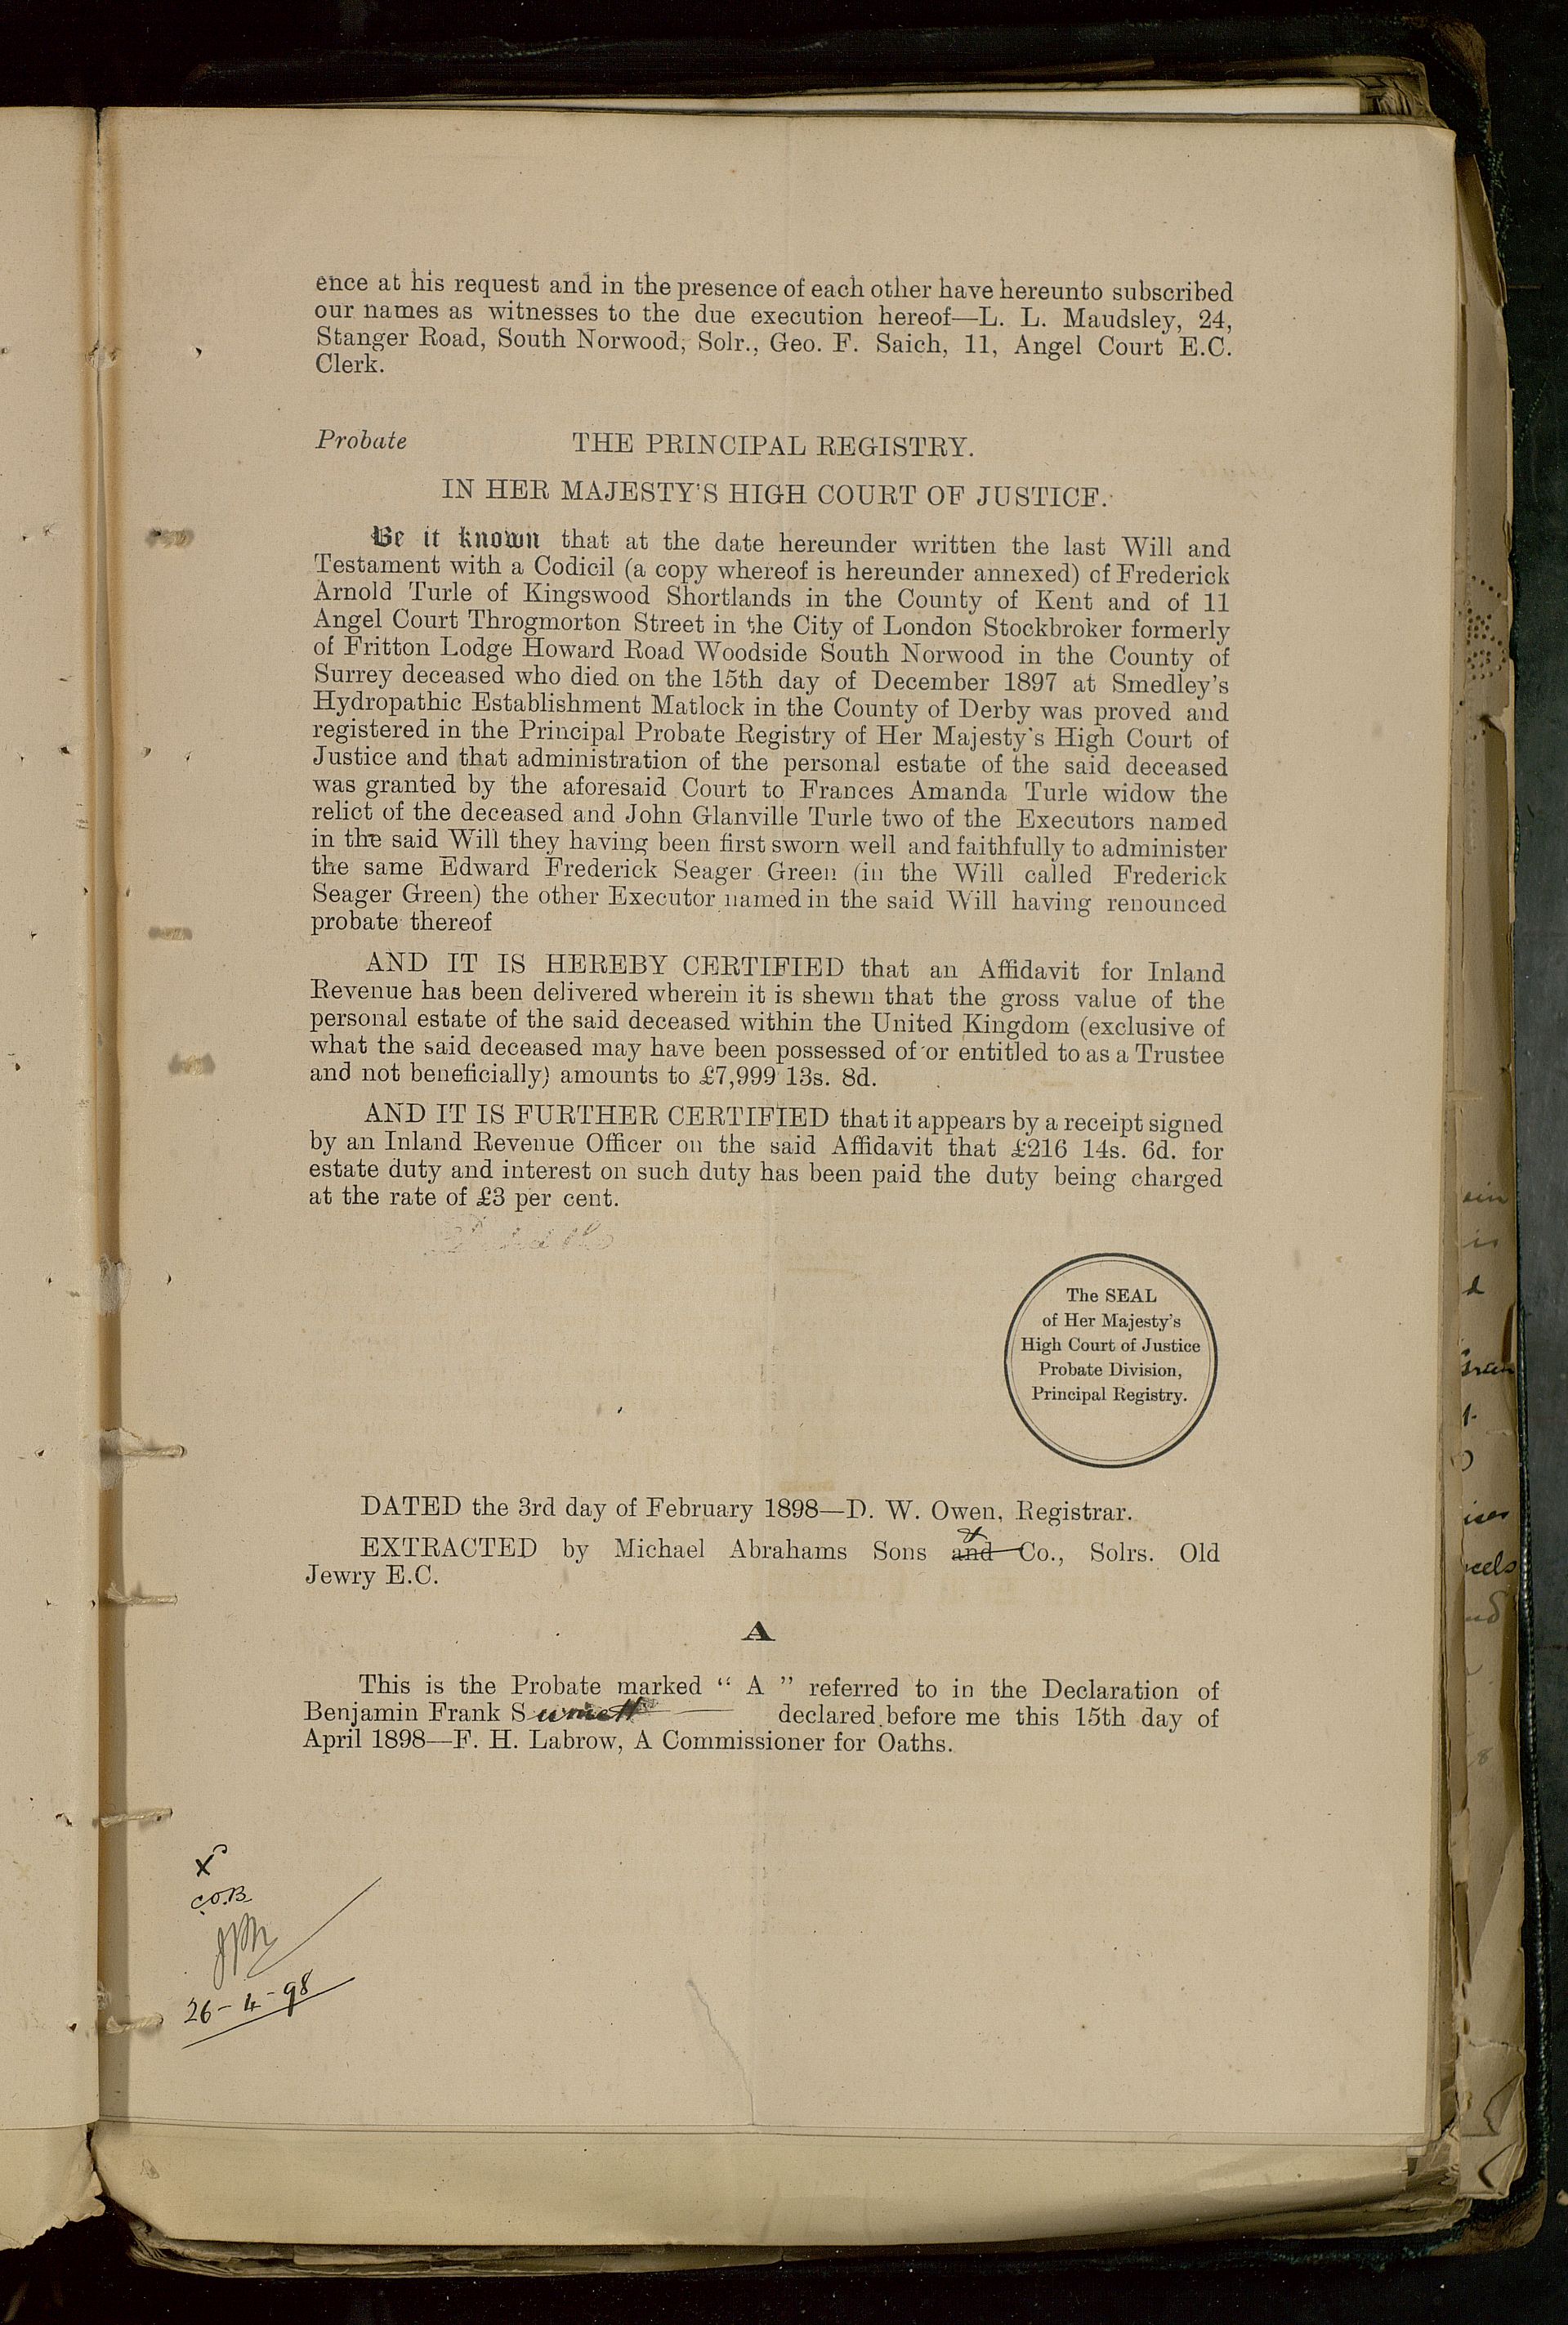 ence at his request and in the presence of each other have hereunto subscribed
our names as witnesses to the due execution hereof—L. L. Maudsley, 24,
Stanger Road, South Norwood, Solr., Geo. F. Saich, 11, Angel Court E.C.
Clerk.
Probate THE PRINCIPAL REGISTRY.
IN HER MAJESTY'S HIGH COURT OF JUSTICE.
Be it known that at the date hereunder written the last Will and
Testament with a Codicil (a copy whereof is hereunder annexed) of Frederick
Arnold Turle of Kingswood Shortlands in the County of Kent and of 11
Angel Court Throgmorton Street in the City of London Stockbroker formerly
of Fritton Lodge Howard Road Woodside South Norwood in the County of
Surrey deceased who died on the 15th day of December 1897 at Smedley's
Hydropathic Establishment Matlock in the County of Derby was proved and
registered in the Principal Probate Registry of Her Majesty's High Court of
Justice and that administration of the personal estate of the said deceased
was granted by the aforesaid Court to Frances Amanda Turle widow the
relict of the deceased and John Glanville Turle two of the Executors named
in the said Will they having been first sworn well and faithfully to administer
the same Edward Frederick Seager Green (in the Will called Frederick
Seager Green) the other Executor named in the said Will having renounced
probate thereof
AND IT IS HEREBY CERTIFIED that an Affidavit for Inland
Revenue has been delivered wherein it is shewn that the gross value of the
personal estate of the said deceased within the United Kingdom (exclusive of
what the said deceased may have been possessed of or entitled to as a Trustee
and not beneficially) amounts to £7,999 13s. 8d.
AND IT IS FURTHER CERTIFIED that it appears by a receipt signed
by an Inland Revenue Officer on the said Affidavit that £216 14s. 6d. for
estate duty and interest on such duty has been paid the duty being charged
at the rate of £3 per cent.
The SEAL
of Her Majesty's
High Court of Justice
Probate Division,
Principal Registry.
DATED the 3rd day of February 1898—D. W. Owen, Registrar.
EXTRACTED by Michael Abrahams Sons and Co., Solrs. Old
Jewry E.C.
A
This is the Probate marked “ A ” referred to in the Declaration of
Benjamin Frank declared before me this 15th day of
April 1898—F. H. Labrow, A Commissioner for Oaths.
X
C.O.B
26-4-98